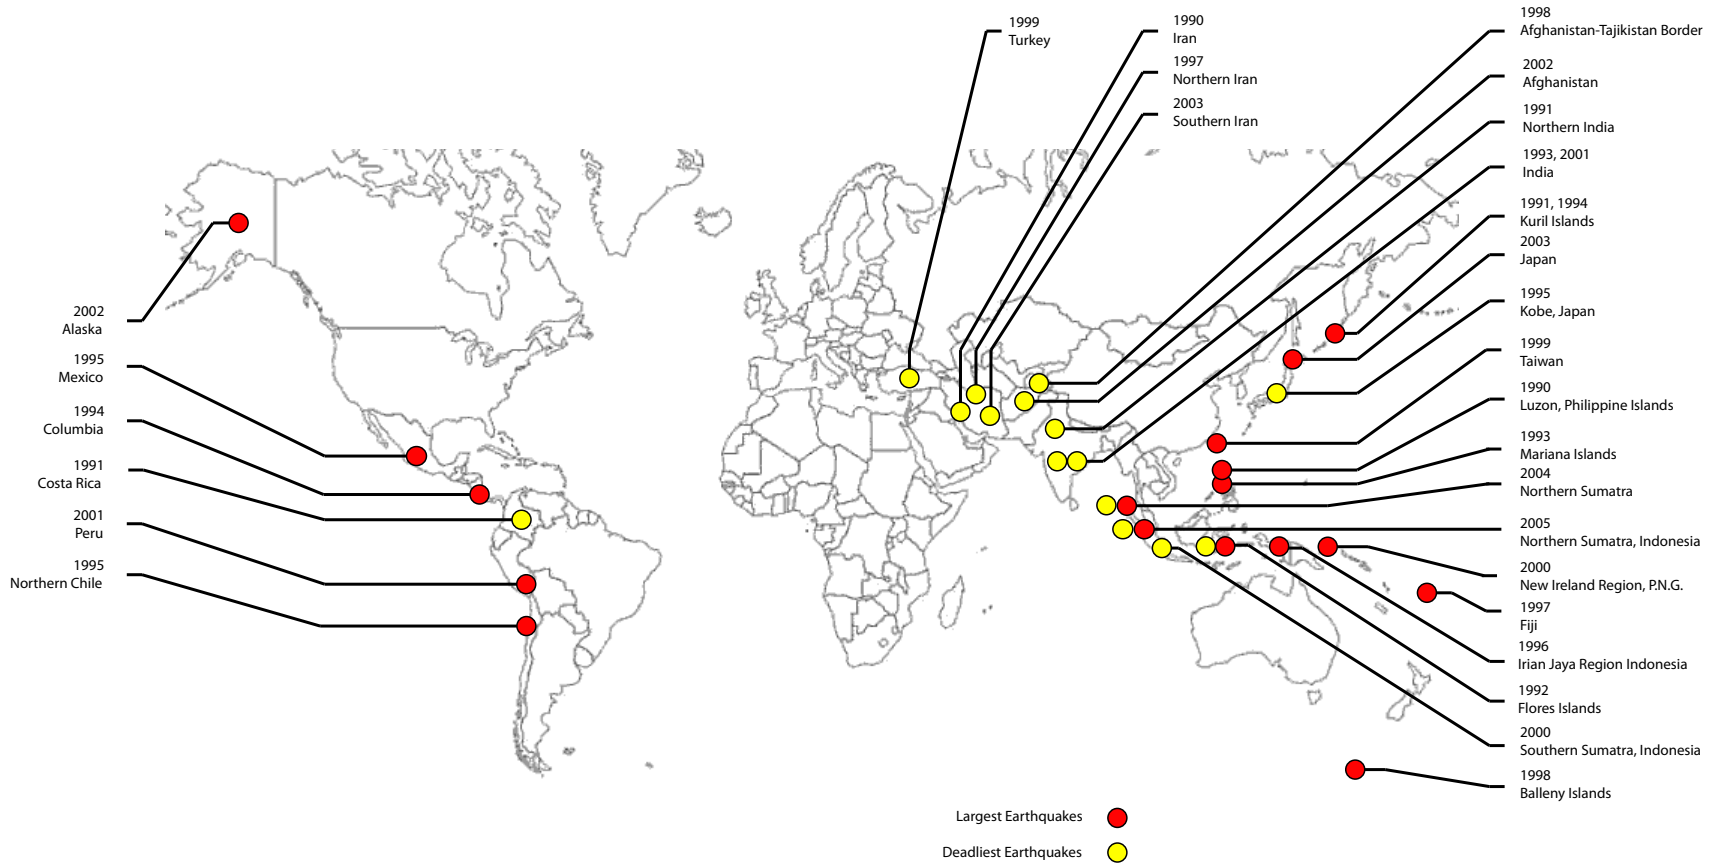 1999
Turkey
1990
Iran
1997
Northern Iran
2003
Southern Iran
1998
Afghanistan-Tajikistan Border
2002
Afghanistan
1991
Northern India
1993, 2001
India
1991, 1994
Kuril Islands
2003
Japan
1995
Kobe, Japan
1999
Taiwan
1990
Luzon, Philippine Islands
1993
Mariana Islands
2004
Northern Sumatra
2005
Northern Sumatra, Indonesia
2000
New Ireland Region, P.N.G.
1997
Fiji
1996
Irian Jaya Region Indonesia
1992
Flores Islands
2000
Southern Sumatra, Indonesia
1998
Balleny Islands
2002
Alaska
1995
Mexico
1994
Columbia
1991
Costa Rica
2001
Peru
1995
Northern Chile
Largest Earthquakes
Deadliest Earthquakes